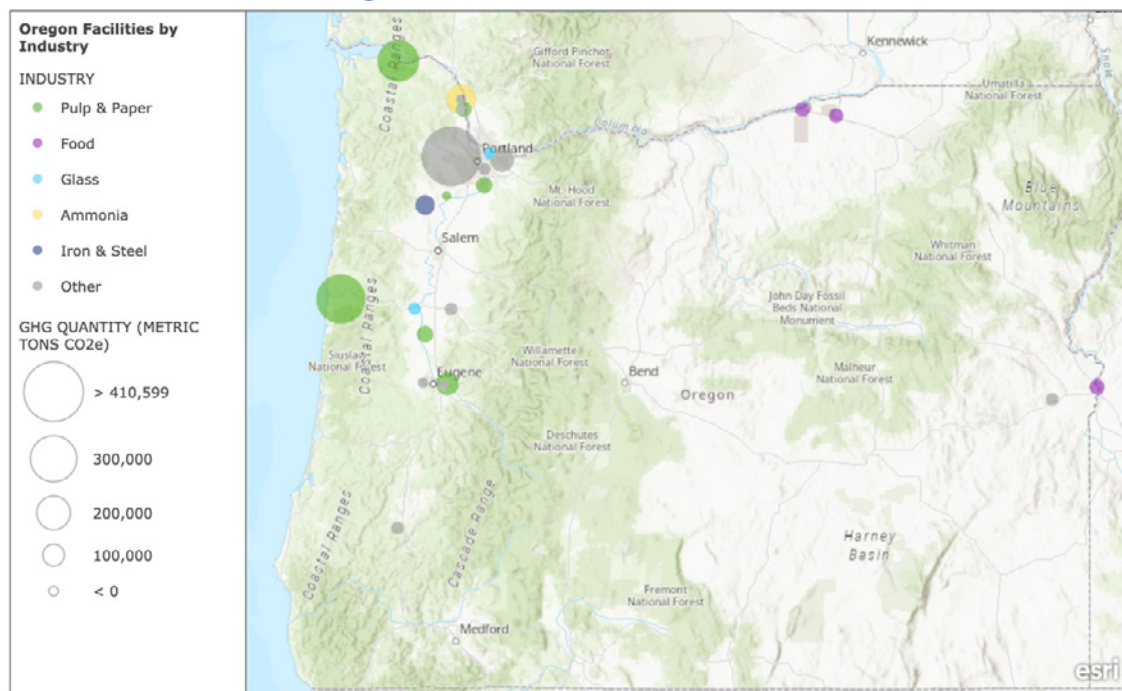 Oregon Facilities by
Industry
INDUSTRY
Pulp & Paper
Food
Glass
Ammonia
Iron & Steel
Other
GHG QUANTITY (METRIC
TONS CO2e)
> 410,599
300,000
200,000
100,000
< 0
Kennewick
Gifford Pinchot
National Forest
Coastal Ranges
Umatilla
National Forest
Columbia
Portland
Mt. Hood
National Forest
Blue
Mountains
Salem
Whitman
National Forest
John Day Fossil
Beds National
Monument
Coastal Ranges
Siuslaw
National Forest
Willamette
National Forest
Malheur
National Forest
Eugene
Bend
Oregon
Deschutes
National Forest
Coastal Ranges
Cascade Range
Harney
Basin
Fremont
National Forest
Medford
esri